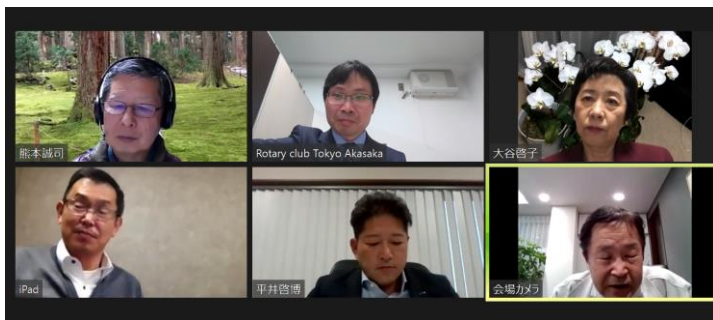 熊本誠司
Rotary club Tokyo Akasaka
大谷啓子
iPad
平井啓博
会場カメラ